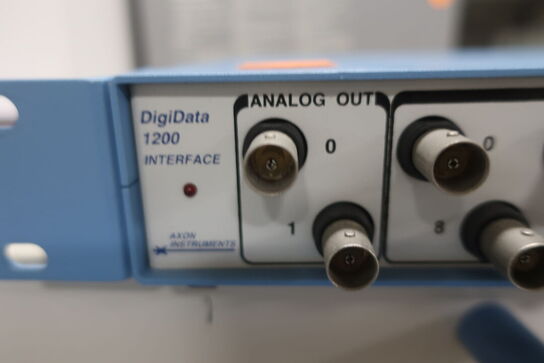 DigiData
1200
INTERFACE
AXON
INSTRUMENTS
ANALOG OUT
0
1
0
8